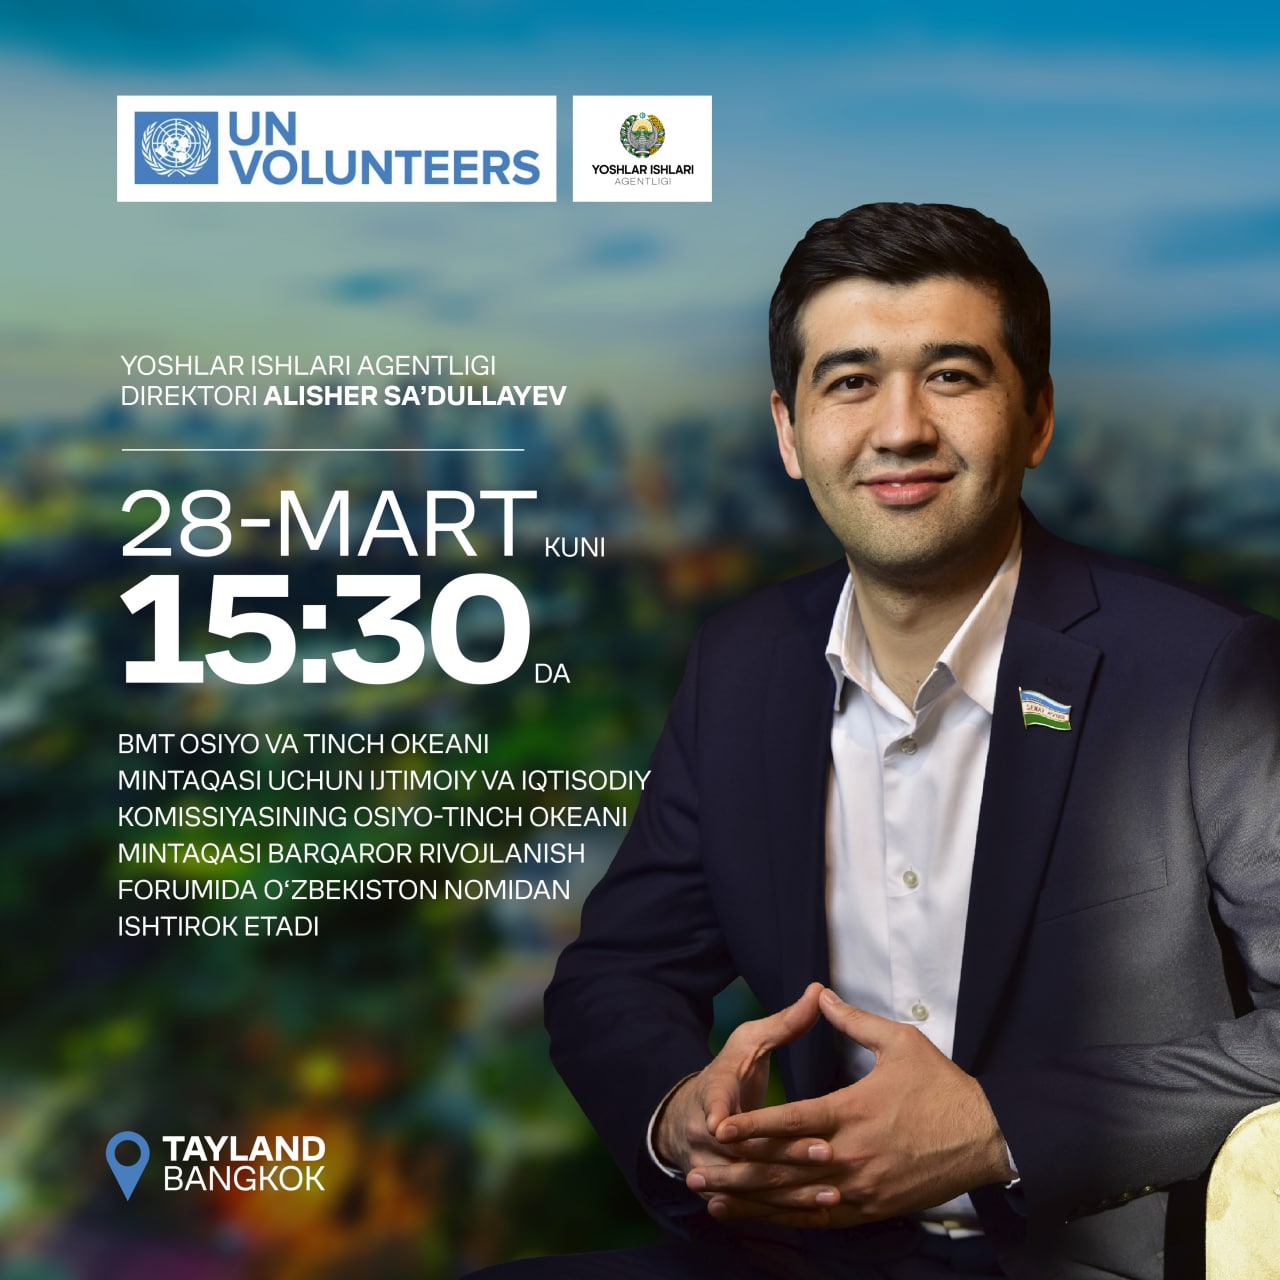 UN
VOLUNTEERS
YOSHLAR ISHLARI
AGENTLIGI
YOSHLAR ISHLARI AGENTLIGI
DIREKTORI ALISHER SA’DULLAYEV
28-MART KUNI
15:30 DA
BMT OSIYO VA TINCH OKEANI
MINTAQASI UCHUN IJTIMOIY VA IQTISODIY
KOMISSIYASINING OSIYO-TINCH OKEANI
MINTAQASI BARQAROR RIVOJLANISH
FORUMIDA O‘ZBEKISTON NOMIDAN
ISHTIROK ETADI
TAYLAND
BANGKOK